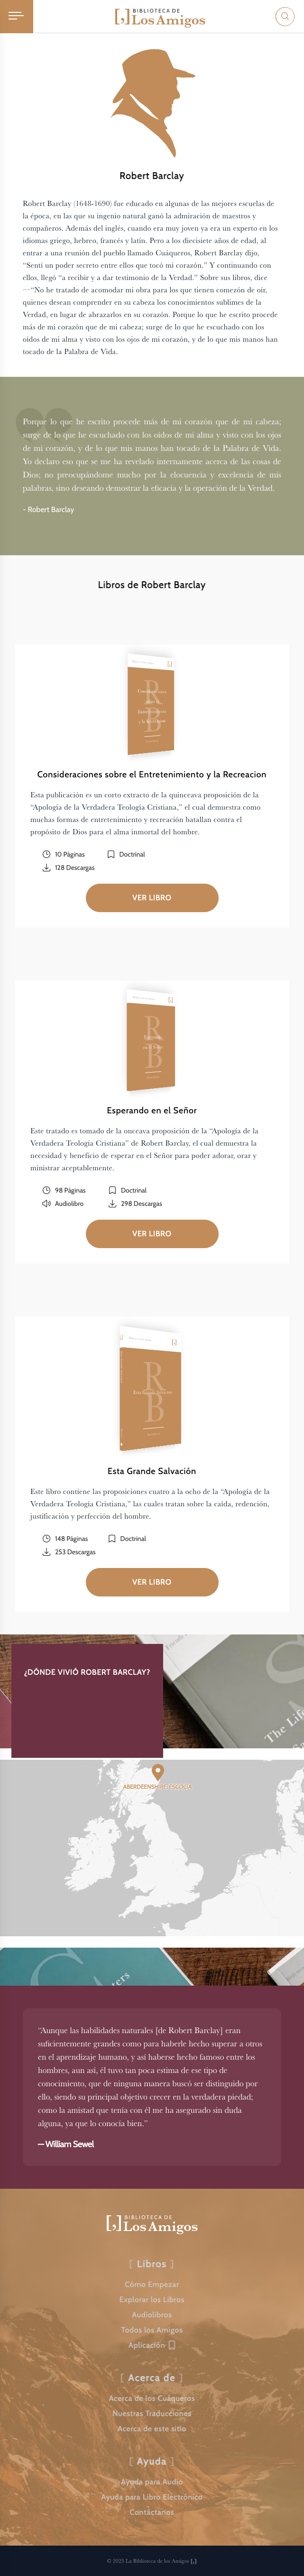 BIBLIOTECA DE
Los Amigos
Robert Barclay
Robert Barclay (1648-1690) fue educado en algunas de las mejores escuelas de
la época, en las que su ingenio natural ganó la admiración de maestros y
compañeros. Además del inglés, cuando era muy joven ya era un experto en los
idiomas griego, hebreo, francés y latín. Pero a los diecisiete años de edad, al
entrar a una reunión del pueblo llamado Cuáqueros, Robert Barclay dijo,
“Sentí un poder secreto entre ellos que tocó mi corazón.” Y continuando con
ellos, llegó “a recibir y a dar testimonio de la Verdad.” Sobre sus libros, dice
—“No he tratado de acomodar mi obra para los que tienen comezón de oír,
quienes desean comprender en su cabeza los conocimientos sublimes de la
Verdad, en lugar de abrazarlos en su corazón. Porque lo que he escrito procede
más de mi corazón que de mi cabeza; surge de lo que he escuchado con los
oídos de mi alma y visto con los ojos de mi corazón, y de lo que mis manos han
tocado de la Palabra de Vida.
Porque lo que he escrito procede más de mi corazón que de mi cabeza;
surge de lo que he escuchado con los oídos de mi alma y visto con los ojos
de mi corazón, y de lo que mis manos han tocado de la Palabra de Vida.
Yo declaro eso que se me ha revelado internamente acerca de las cosas de
Dios; no preocupándome mucho por la elocuencia y excelencia de mis
palabras, sino deseando demostrar la eficacia y la operación de la Verdad.
- Robert Barclay
Libros de Robert Barclay
Consideraciones sobre el Entretenimiento y la Recreacion
Esta publicación es un corto extracto de la quinceava proposición de la
“Apología de la Verdadera Teología Cristiana,” el cual demuestra como
muchas formas de entretenimiento y recreación también constituyen el
propósito de Dios para el alma inmortal del hombre.
10 Páginas
Doctrinal
128 Descargas
VER LIBRO
Esperando en el Señor
Este tratado es tomado de la onceava proposición de la “Apología de la
Verdadera Teología Cristiana” de Robert Barclay, el cual demuestra la
necesidad y beneficio de esperar en el Señor para poder adorar, orar y
ministrar aceptablemente.
98 Páginas
Doctrinal
Audiolibro
298 Descargas
VER LIBRO
Esta Grande Salvación
Este libro contiene las proposiciones cuatro a la ocho de la “Apología de la
Verdadera Teología Cristiana,” las cuales tratan sobre la caída, redención,
justificación y perfección del hombre.
148 Páginas
Doctrinal
253 Descargas
VER LIBRO
¿DÓNDE VIVIÓ ROBERT BARCLAY?
The Life
“Aunque las habilidades naturales [de Robert Barclay] eran
suficientemente grandes como para haberle hecho superar a otros
en el aprendizaje humano, y así haberse hecho famoso entre los
hombres, aun así, él tuvo tan poca estima de ese tipo de
conocimiento, que de ninguna manera buscó ser distinguido por
ello, siendo su principal objetivo crecer en la verdadera piedad;
como la amistad que tenía con él me ha asegurado sin duda
alguna, ya que lo conocía bien.”
— William Sewel
BIBLIOTECA DE
Los Amigos
[ Libros ]
Cómo Empezar
Explorar los Libros
Audiolibros
Todos los Amigos
Aplicación
[ Acerca de ]
Acerca de los Cuáqueros
Nuestras Traducciones
Acerca de este sitio
[ Ayuda ]
Ayuda para Audio
Ayuda para Libro Electrónico
Contáctanos
© 2025 La Biblioteca de los Amigos [.]